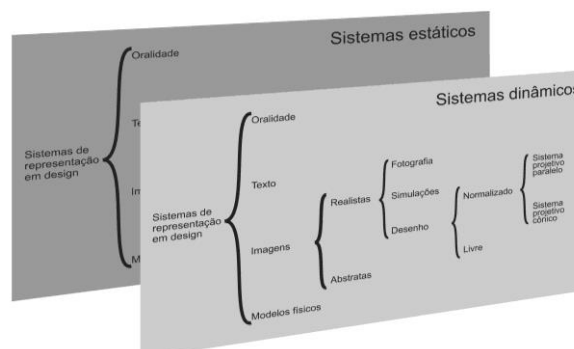 Sistemas estáticos
Oralidade
Sistemas de
representação
em design
Sistemas dinâmicos
Oralidade
Texto
Sistemas de
representação
em design
Imagens
Modelos físicos
Realistas
Abstratas
Fotografia
Simulações
Desenho
Normalizado
Livre
Sistema
projetivo
paralelo
Sistema
projetivo
cônico